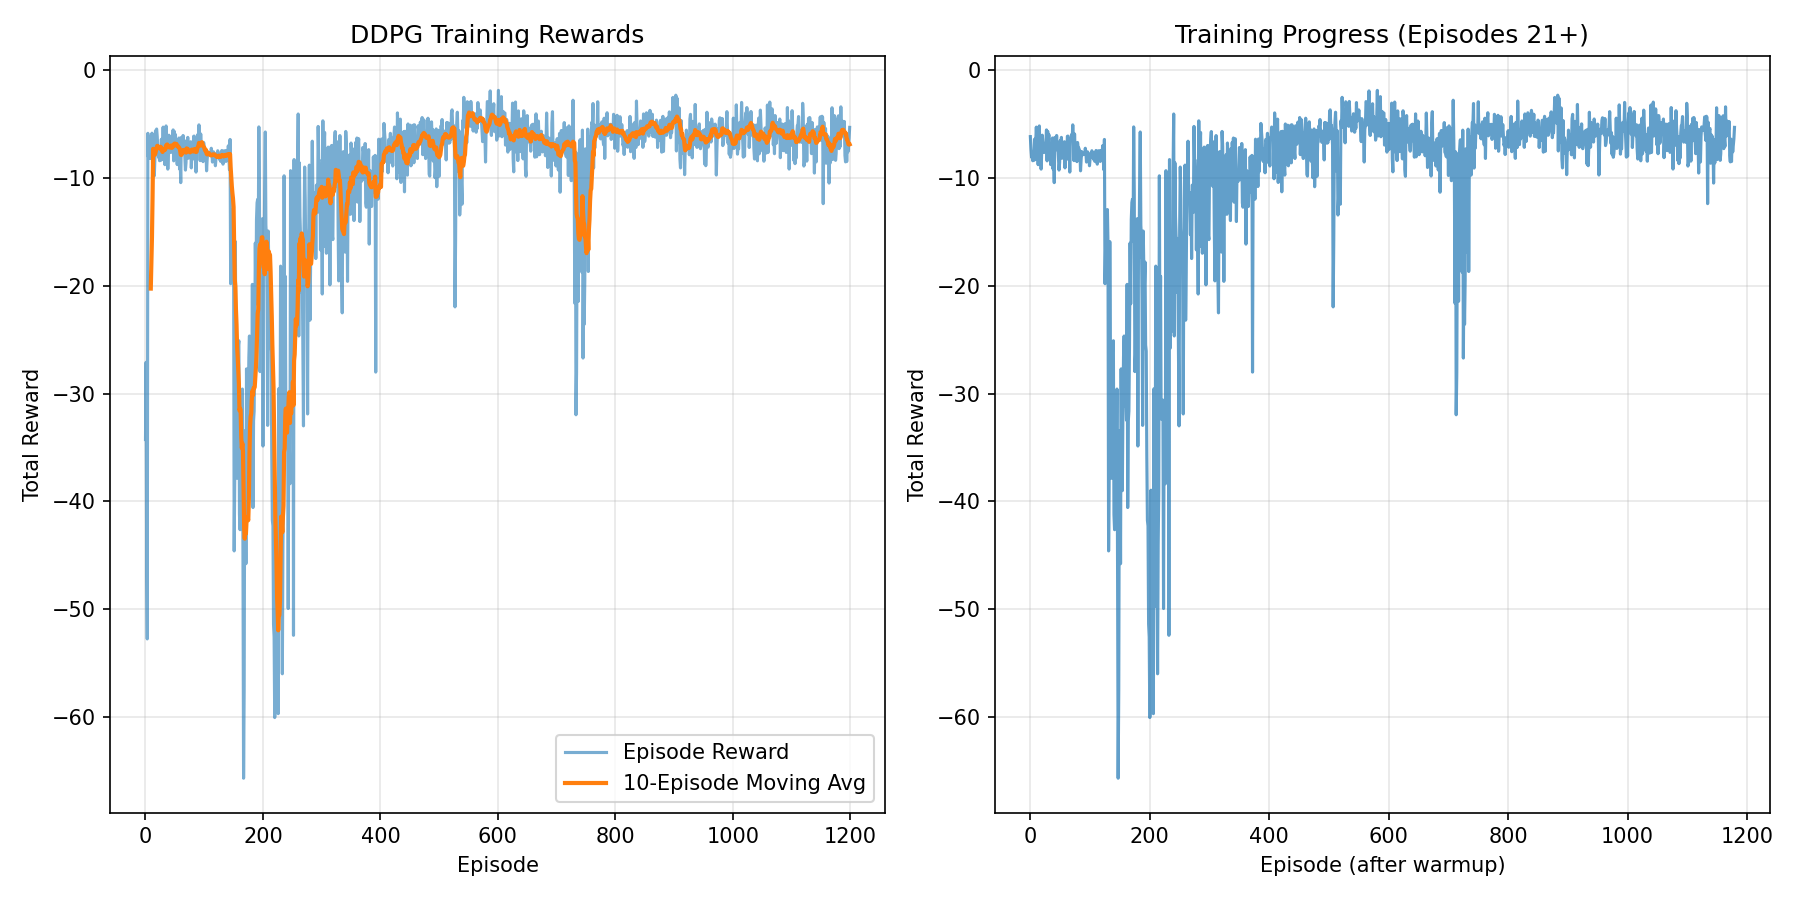 DDPG Training Rewards
0
−10
−20
−30
−40
−50
−60
Total Reward
0 200 400 600 800 1000 1200
Episode
Episode Reward
10-Episode Moving Avg
Training Progress (Episodes 21+)
0
−10
−20
−30
−40
−50
−60
Total Reward
0 200 400 600 800 1000 1200
Episode (after warmup)